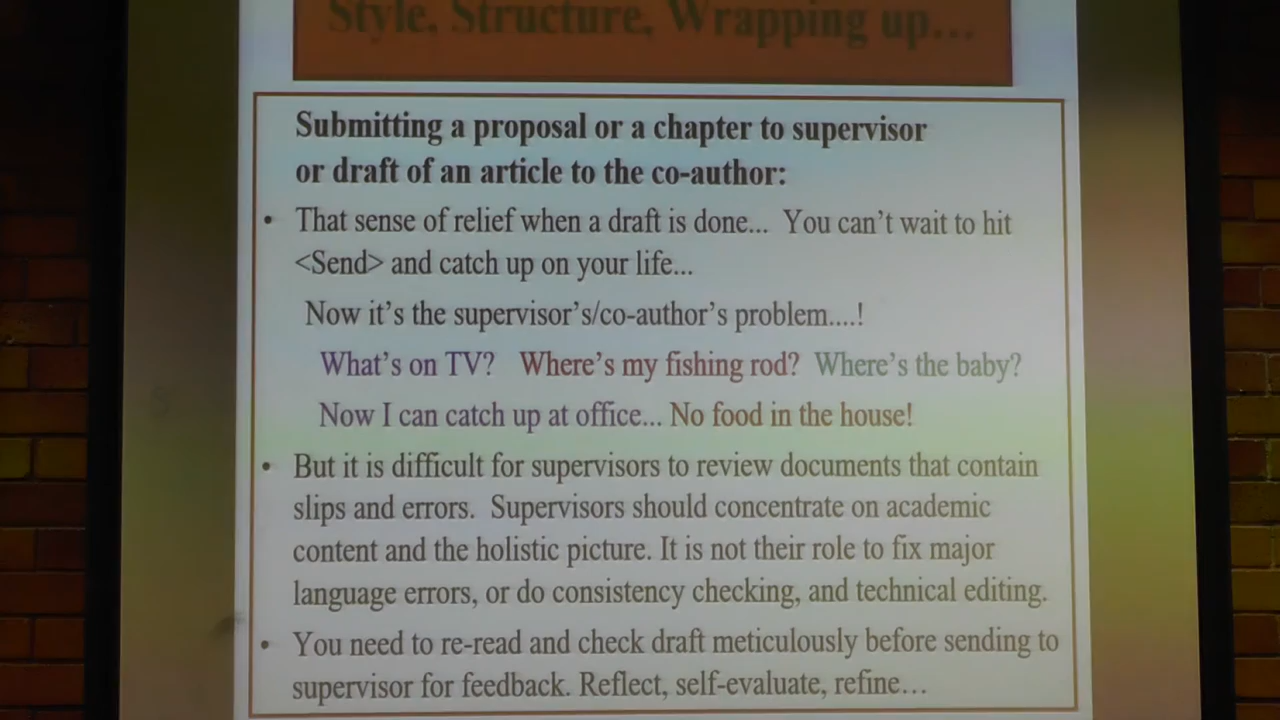 Style, Structure, Wrapping up...
Submitting a proposal or a chapter to supervisor
or draft of an article to the co-author:
• That sense of relief when a draft is done... You can't wait to hit
<Send> and catch up on your life...
Now it's the supervisor's/co-author's problem....!
What's on TV? Where's my fishing rod? Where's the baby?
Now I can catch up at office... No food in the house!
• But it is difficult for supervisors to review documents that contain
slips and errors. Supervisors should concentrate on academic
content and the holistic picture. It is not their role to fix major
language errors, or do consistency checking, and technical editing.
• You need to re-read and check draft meticulously before sending to
supervisor for feedback. Reflect, self-evaluate, refine…